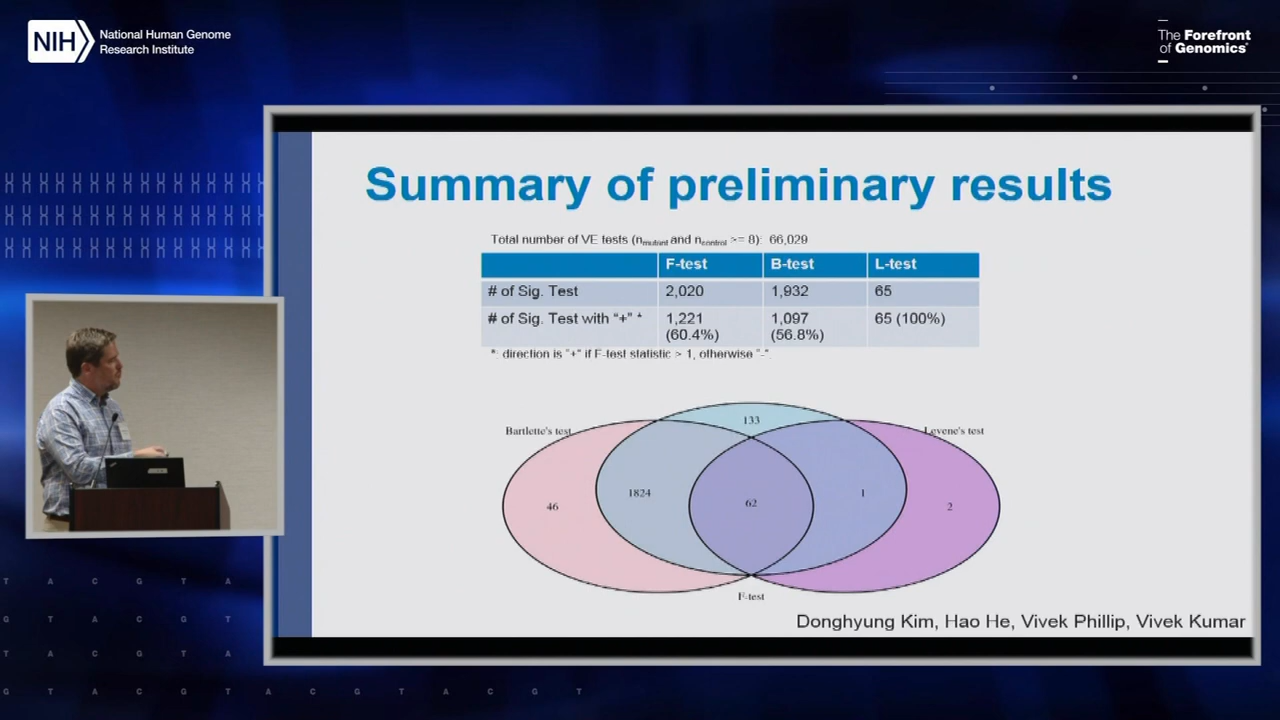 NIH
National Human Genome
Research Institute
The Forefront
of Genomics®
Summary of preliminary results
Total number of VE tests (nmutant and ncontrol >= 8): 66,029
F-test B-test L-test
# of Sig. Test 2,020 1,932 65
# of Sig. Test with "+" * 1,221 (60.4%) 1,097 (56.8%) 65 (100%)
*: direction is "+" if F-test statistic > 1, otherwise "-".
133
Bartlette's test Levene's test
46 1824 62 1 2
F-test
Donghyung Kim, Hao He, Vivek Phillip, Vivek Kumar
T A C G T A
G T A C G T
T A C G T A
G T A C G T A C G T A C G T